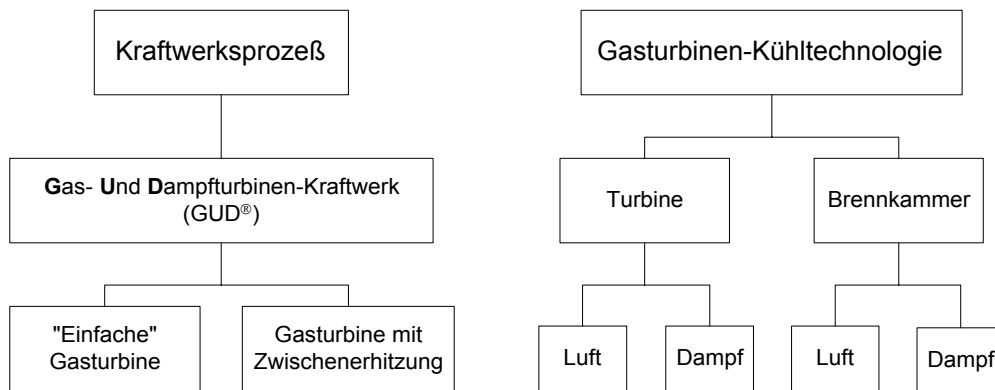 Kraftwerksprozeß
Gas- Und Dampfturbinen-Kraftwerk
(GUD®)
"Einfache"
Gasturbine
Gasturbine mit
Zwischenerhitzung
Gasturbinen-Kühltechnologie
Turbine
Brennkammer
Luft
Dampf
Luft
Dampf